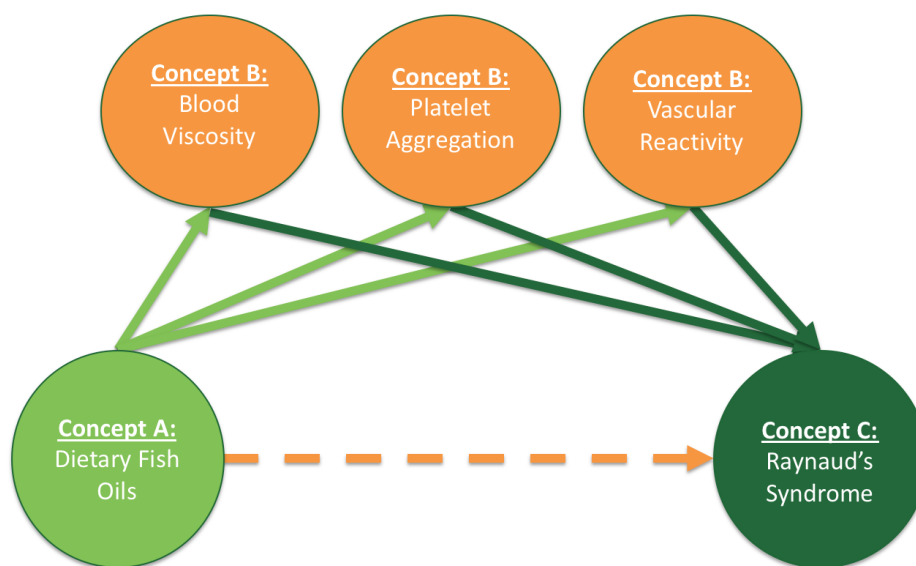 Concept B:
Blood
Viscosity
Concept B:
Platelet
Aggregation
Concept B:
Vascular
Reactivity
Concept A:
Dietary Fish
Oils
Concept C:
Raynaud’s
Syndrome